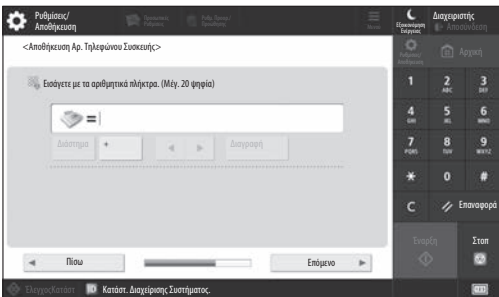 Ρυθμίσεις/
Αποθήκευση
Εξοικονόμηση
Ενέργειας
Διαχειριστής
Αποσύνδεση
<Αποθήκευση Αρ. Τηλεφώνου Συσκευής>
Ρυθμίσεις/
Αποθήκευση
Αρχική
Εισάγετε με τα αριθμητικά πλήκτρα. (Μέγ. 20 ψηφία)
=
Διάστημα + ◀ ▶ Διαγραφή
1 2 ABC 3 DEF
4 GHI 5 JKL 6 MNO
7 PQRS 8 TUV 9 WXYZ
* 0 #
C Επαναφορά
Έναρξη Στοπ
◀ Πίσω Επόμενο ▶
ΈλεγχοςΚατάστ Κατάστ. Διαχείρισης Συστήματος.